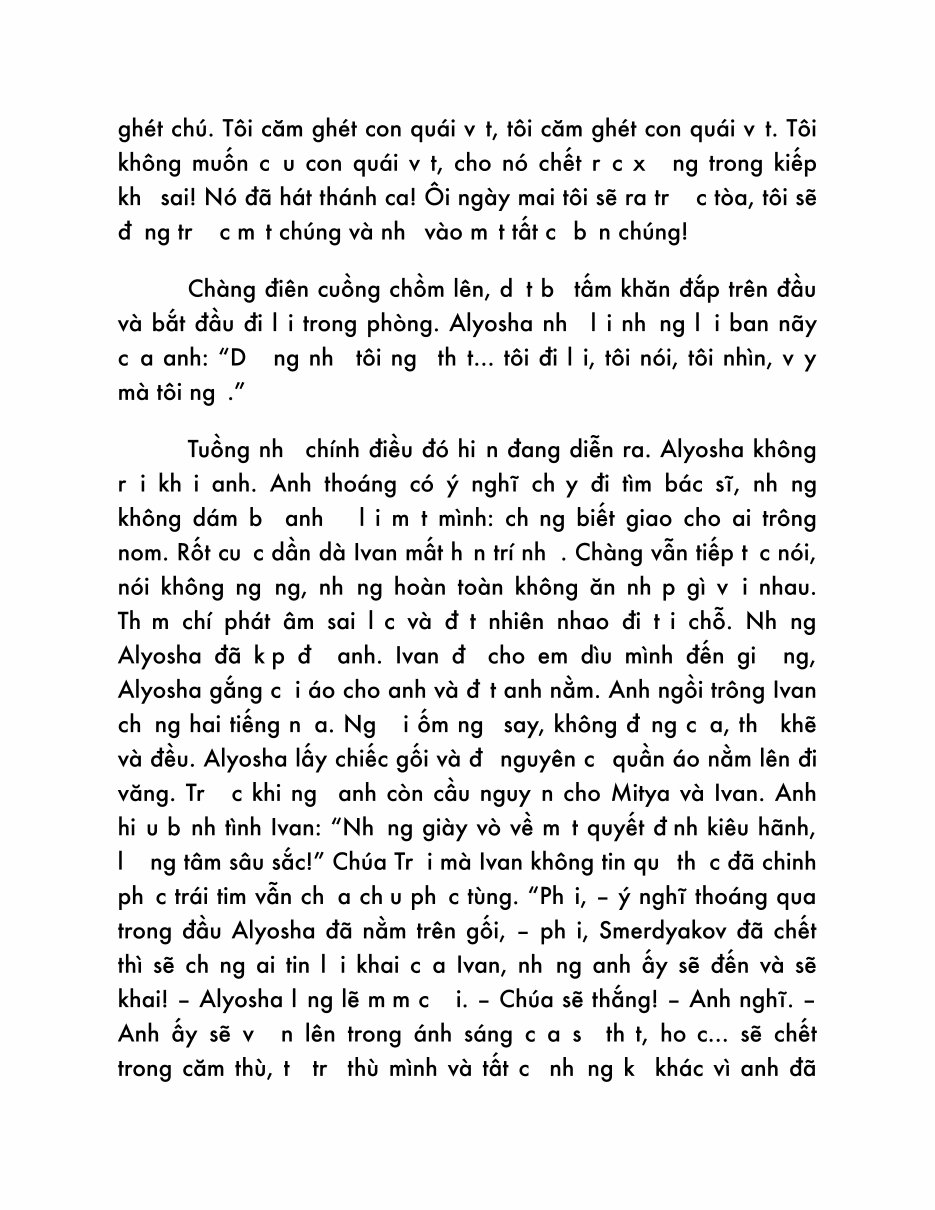 ghét chú. Tôi căm ghét con quái v t, tôi căm ghét con quái v t. Tôi
không muốn c u con quái v t, cho nó chết r c x ng trong kiếp
kh sai! Nó đã hát thánh ca! Ôi ngày mai tôi sẽ ra tr c tòa, tôi sẽ
đ ng tr c m t chúng và nh vào m t tất c b n chúng!
Chàng điên cuồng chồm lên, d t b tấm khăn đắp trên đầu
và bắt đầu đi l i trong phòng. Alyosha nh l i nh ng l i ban nãy
c a anh: “D ng nh tôi ng th t... tôi đi l i, tôi nói, tôi nhìn, v y
mà tôi ng .”
Tuồng nh chính điều đó hi n đang diễn ra. Alyosha không
r i kh i anh. Anh thoáng có ý nghĩ ch y đi tìm bác sĩ, nh ng
không dám b anh l i m t mình: ch ng biết giao cho ai trông
nom. Rốt cu c dần dà Ivan mất h n trí nh . Chàng vẫn tiếp t c nói,
nói không ng ng, nh ng hoàn toàn không ăn nh p gì v i nhau.
Th m chí phát âm sai l c và đ t nhiên nhao đi t i chỗ. Nh ng
Alyosha đã k p đ anh. Ivan đ cho em dìu mình đến gi ng,
Alyosha gắng c i áo cho anh và đ t anh nằm. Anh ngồi trông Ivan
ch ng hai tiếng n a. Ng i ốm ng say, không đ ng c a, th khẽ
và đều. Alyosha lấy chiếc gối và đ nguyên c quần áo nằm lên đi
văng. Tr c khi ng anh còn cầu nguy n cho Mitya và Ivan. Anh
hi u b nh tình Ivan: “Nh ng giày vò về m t quyết đ nh kiêu hãnh,
l ng tâm sâu sắc!” Chúa Tr i mà Ivan không tin qu th c đã chinh
ph c trái tim vẫn ch a ch u ph c tùng. “Ph i, – ý nghĩ thoáng qua
trong đầu Alyosha đã nằm trên gối, – ph i, Smerdyakov đã chết
thì sẽ ch ng ai tin l i khai c a Ivan, nh ng anh ấy sẽ đến và sẽ
khai! – Alyosha l ng lẽ m m c i. – Chúa sẽ thắng! – Anh nghĩ. –
Anh ấy sẽ v n lên trong ánh sáng c a s th t, ho c... sẽ chết
trong căm thù, t tr thù mình và tất c nh ng k khác vì anh đã